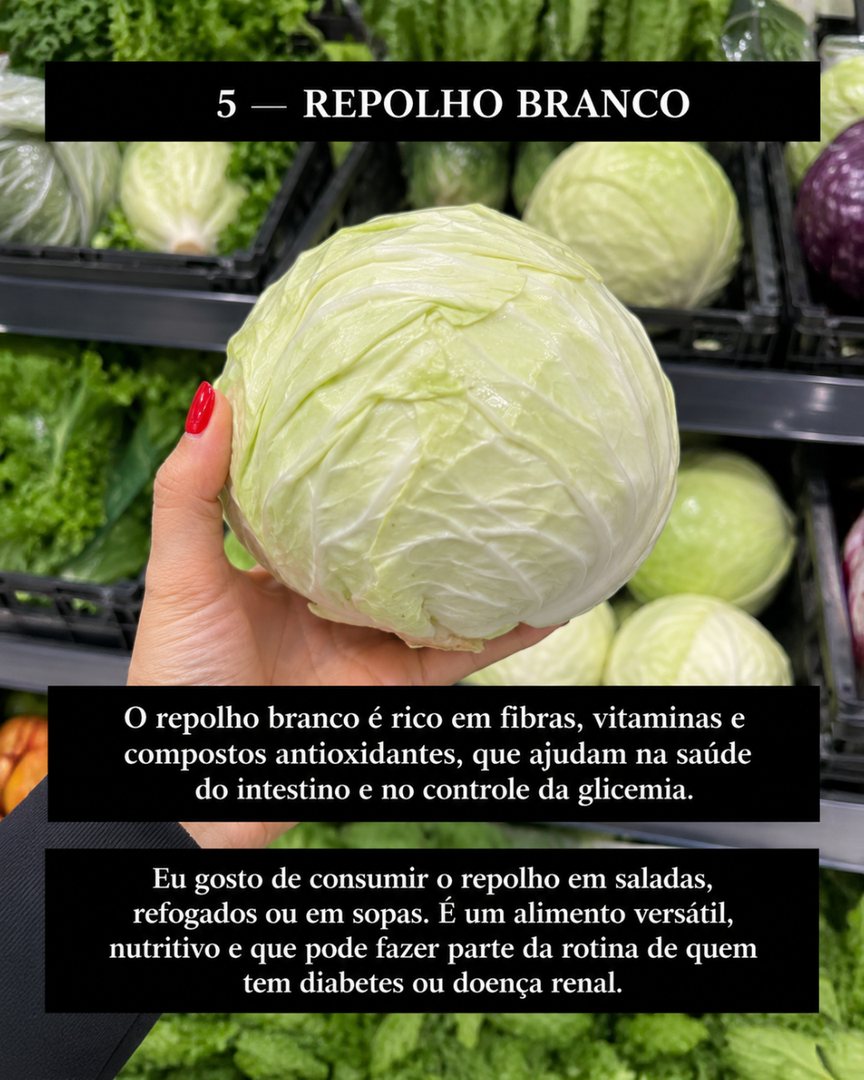 5 — REPOLHO BRANCO
O repolho branco é rico em fibras, vitaminas e
compostos antioxidantes, que ajudam na saúde
do intestino e no controle da glicemia.
Eu gosto de consumir o repolho em saladas,
refogados ou em sopas. É um alimento versátil,
nutritivo e que pode fazer parte da rotina de quem
tem diabetes ou doença renal.